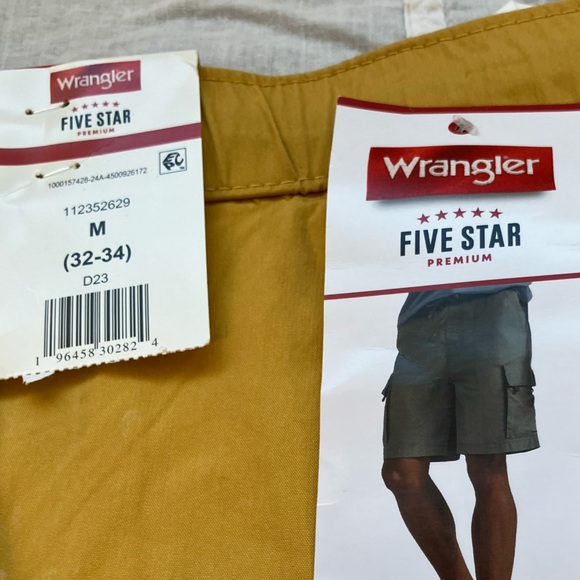 Wrangler
FIVE STAR
PREMIUM
1000157428-24A-4500926172
112352629
M
(32-34)
D23
1 96458 30282 4
Wrangler
FIVE STAR
PREMIUM